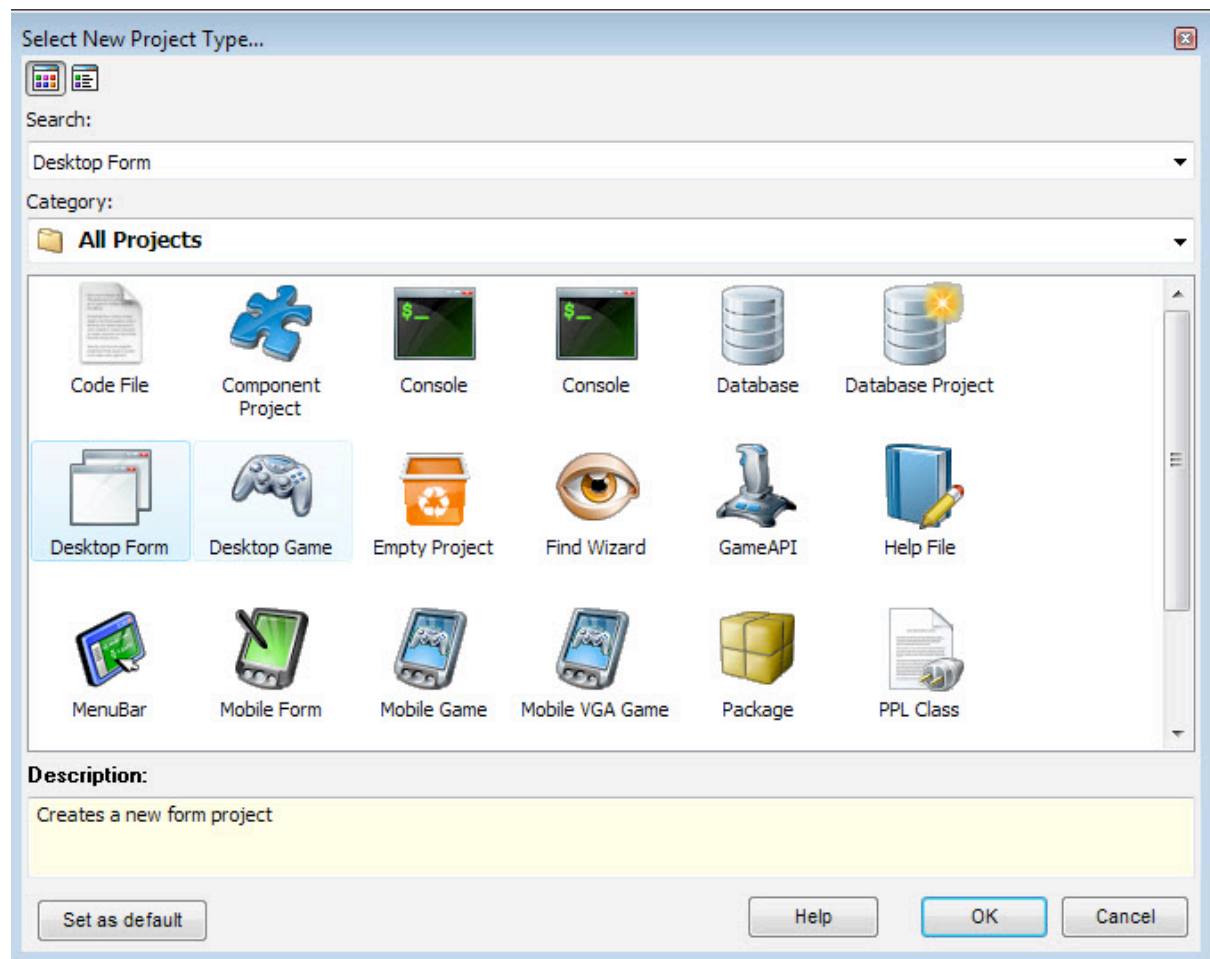 Select New Project Type...
Search:
Desktop Form
Category:
All Projects
$_
$_
Code File
Component
Project
Console
Console
Database
Database Project
Desktop Form
Desktop Game
Empty Project
Find Wizard
GameAPI
Help File
MenuBar
Mobile Form
Mobile Game
Mobile VGA Game
Package
PPL Class
Description:
Creates a new form project
Set as default
Help
OK
Cancel